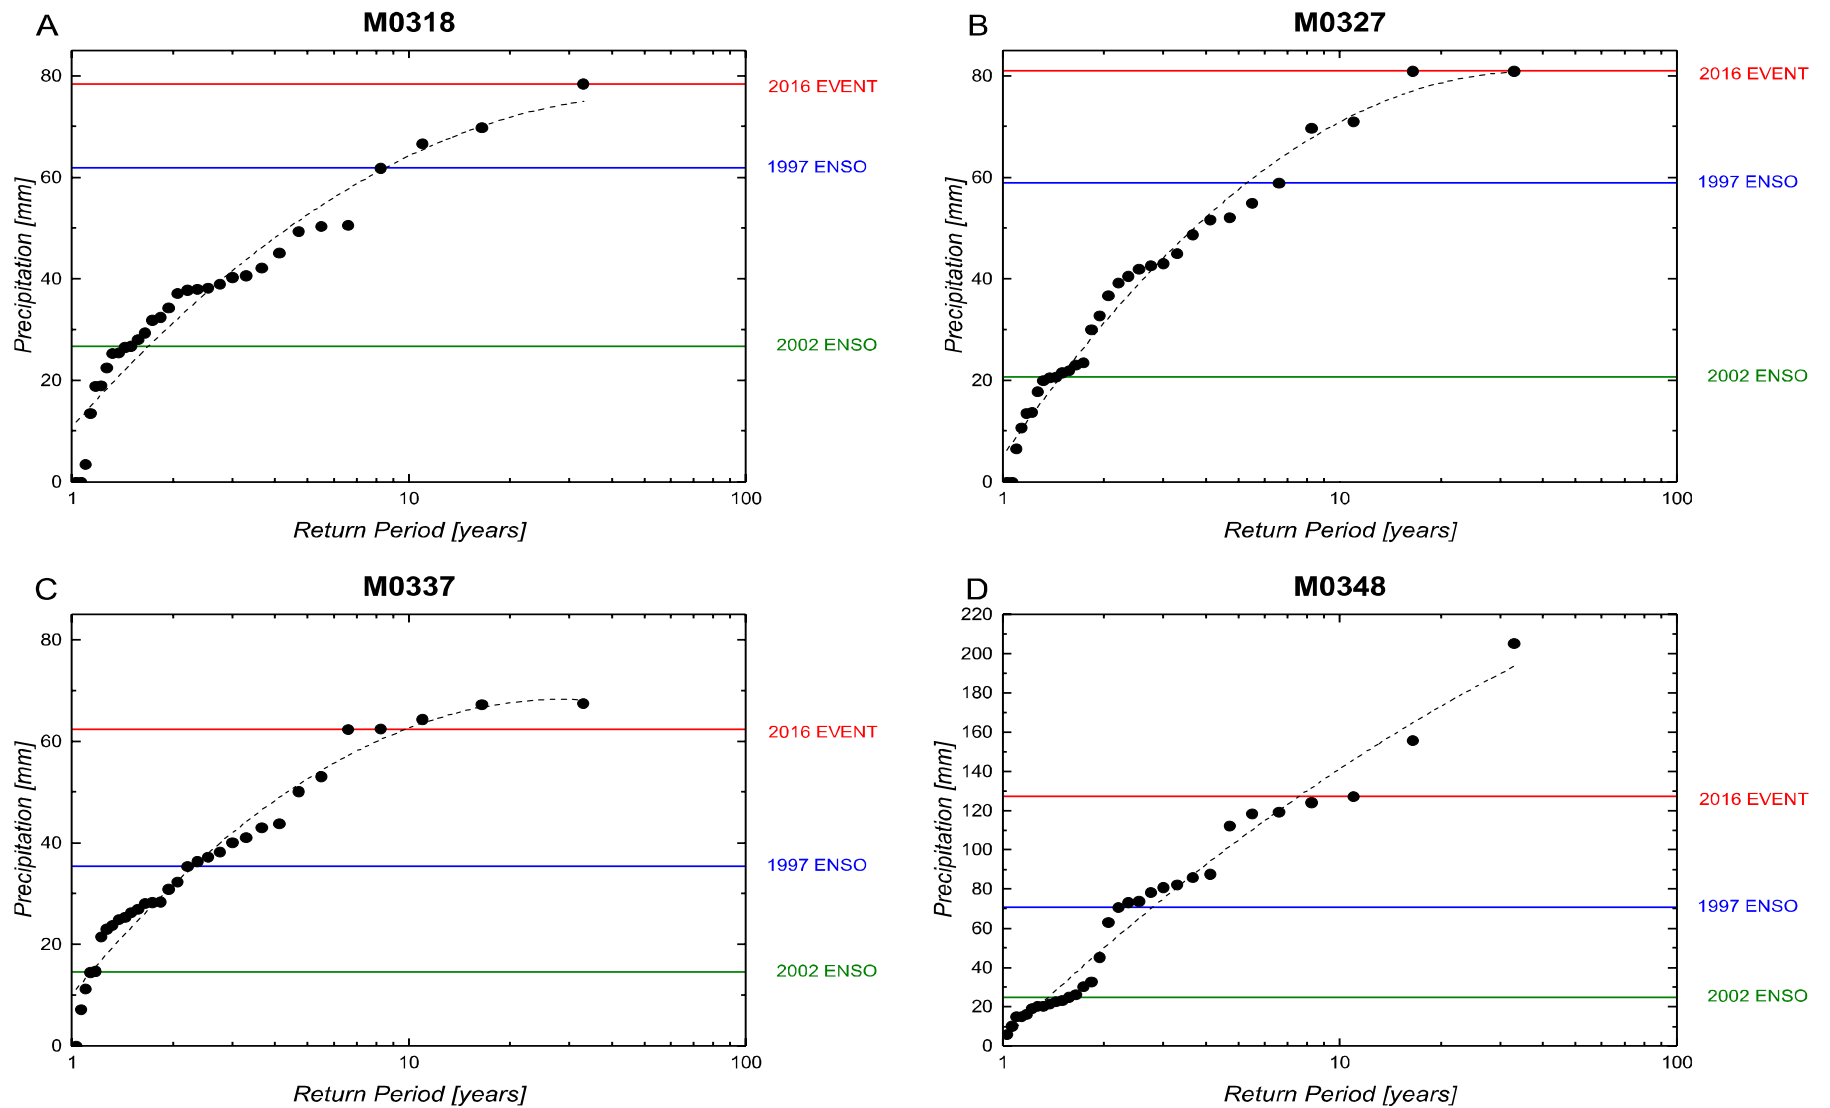 A
M0318
80
60
40
20
0
1
10
100
Precipitation [mm]
Return Period [years]
2016 EVENT
1997 ENSO
2002 ENSO
B
M0327
80
60
40
20
0
1
10
100
Precipitation [mm]
Return Period [years]
2016 EVENT
1997 ENSO
2002 ENSO
C
M0337
80
60
40
20
0
1
10
100
Precipitation [mm]
Return Period [years]
2016 EVENT
1997 ENSO
2002 ENSO
D
M0348
220
200
180
160
140
120
100
80
60
40
20
0
1
10
100
Precipitation [mm]
Return Period [years]
2016 EVENT
1997 ENSO
2002 ENSO